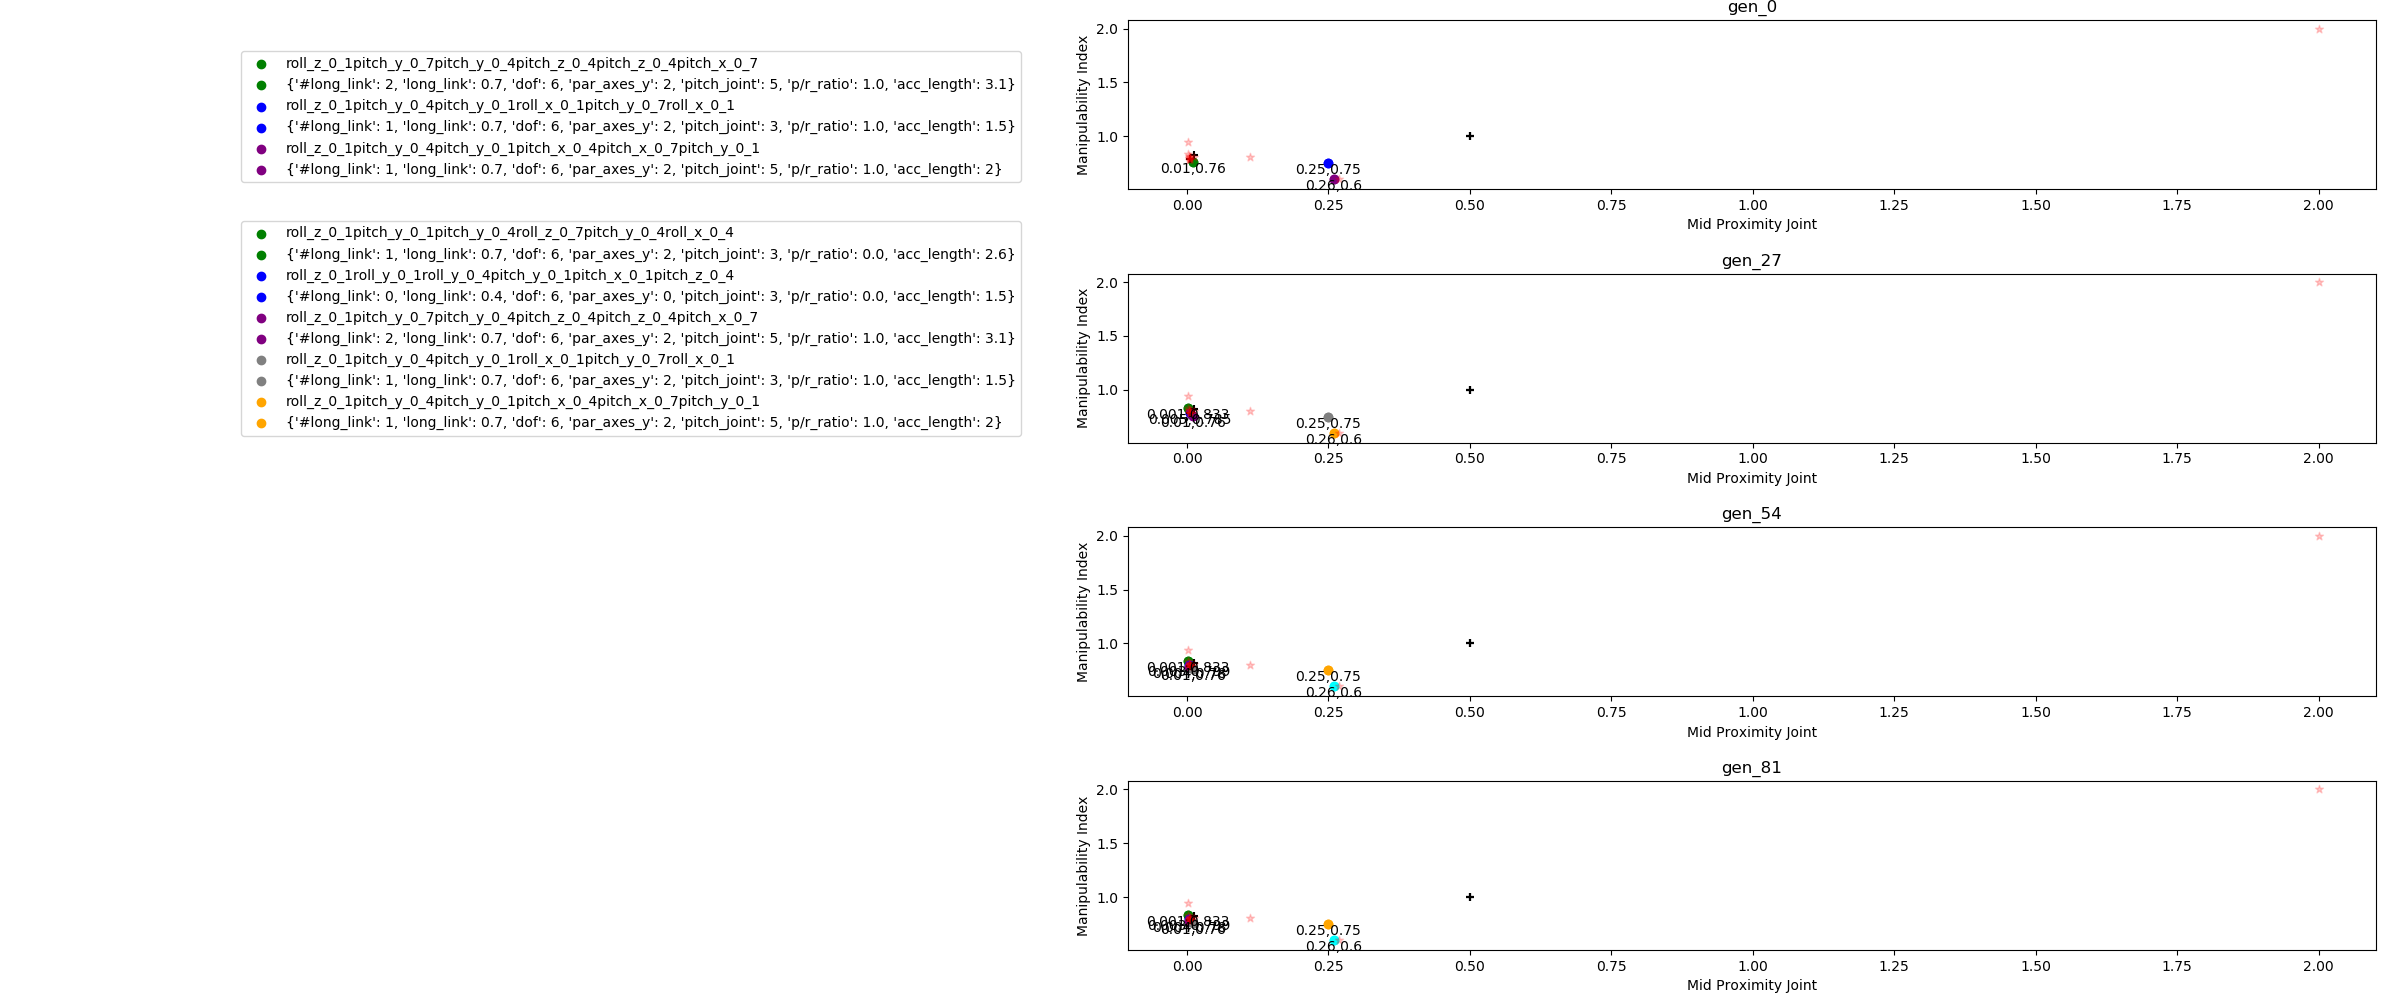 roll_z_0_1pitch_y_0_7pitch_y_0_4pitch_z_0_4pitch_z_0_4pitch_x_0_7
{'#long_link': 2, 'long_link': 0.7, 'dof': 6, 'par_axes_y': 2, 'pitch_joint': 5, 'p/r_ratio': 1.0, 'acc_length': 3.1}
roll_z_0_1pitch_y_0_4pitch_y_0_1roll_x_0_1pitch_y_0_7roll_x_0_1
{'#long_link': 1, 'long_link': 0.7, 'dof': 6, 'par_axes_y': 2, 'pitch_joint': 3, 'p/r_ratio': 1.0, 'acc_length': 1.5}
roll_z_0_1pitch_y_0_4pitch_y_0_1pitch_x_0_4pitch_x_0_7pitch_y_0_1
{'#long_link': 1, 'long_link': 0.7, 'dof': 6, 'par_axes_y': 2, 'pitch_joint': 5, 'p/r_ratio': 1.0, 'acc_length': 2}
roll_z_0_1pitch_y_0_1pitch_y_0_4roll_z_0_7pitch_y_0_4roll_x_0_4
{'#long_link': 1, 'long_link': 0.7, 'dof': 6, 'par_axes_y': 2, 'pitch_joint': 3, 'p/r_ratio': 0.0, 'acc_length': 2.6}
roll_z_0_1roll_y_0_1roll_y_0_4pitch_y_0_1pitch_x_0_1pitch_z_0_4
{'#long_link': 0, 'long_link': 0.4, 'dof': 6, 'par_axes_y': 0, 'pitch_joint': 3, 'p/r_ratio': 0.0, 'acc_length': 1.5}
roll_z_0_1pitch_y_0_7pitch_y_0_4pitch_z_0_4pitch_z_0_4pitch_x_0_7
{'#long_link': 2, 'long_link': 0.7, 'dof': 6, 'par_axes_y': 2, 'pitch_joint': 5, 'p/r_ratio': 1.0, 'acc_length': 3.1}
roll_z_0_1pitch_y_0_4pitch_y_0_1roll_x_0_1pitch_y_0_7roll_x_0_1
{'#long_link': 1, 'long_link': 0.7, 'dof': 6, 'par_axes_y': 2, 'pitch_joint': 3, 'p/r_ratio': 1.0, 'acc_length': 1.5}
roll_z_0_1pitch_y_0_4pitch_y_0_1pitch_x_0_4pitch_x_0_7pitch_y_0_1
{'#long_link': 1, 'long_link': 0.7, 'dof': 6, 'par_axes_y': 2, 'pitch_joint': 5, 'p/r_ratio': 1.0, 'acc_length': 2}
gen_0
Manipulability Index
2.0
1.5
1.0
0.01,0.76
0.25,0.75
0.26,0.6
0.00 0.25 0.50 0.75 1.00 1.25 1.50 1.75 2.00
Mid Proximity Joint
gen_27
Manipulability Index
2.0
1.5
1.0
0.01,0.76
0.25,0.75
0.26,0.6
0.00 0.25 0.50 0.75 1.00 1.25 1.50 1.75 2.00
Mid Proximity Joint
gen_54
Manipulability Index
2.0
1.5
1.0
0.01,0.76
0.25,0.75
0.26,0.6
0.00 0.25 0.50 0.75 1.00 1.25 1.50 1.75 2.00
Mid Proximity Joint
gen_81
Manipulability Index
2.0
1.5
1.0
0.01,0.76
0.25,0.75
0.26,0.6
0.00 0.25 0.50 0.75 1.00 1.25 1.50 1.75 2.00
Mid Proximity Joint